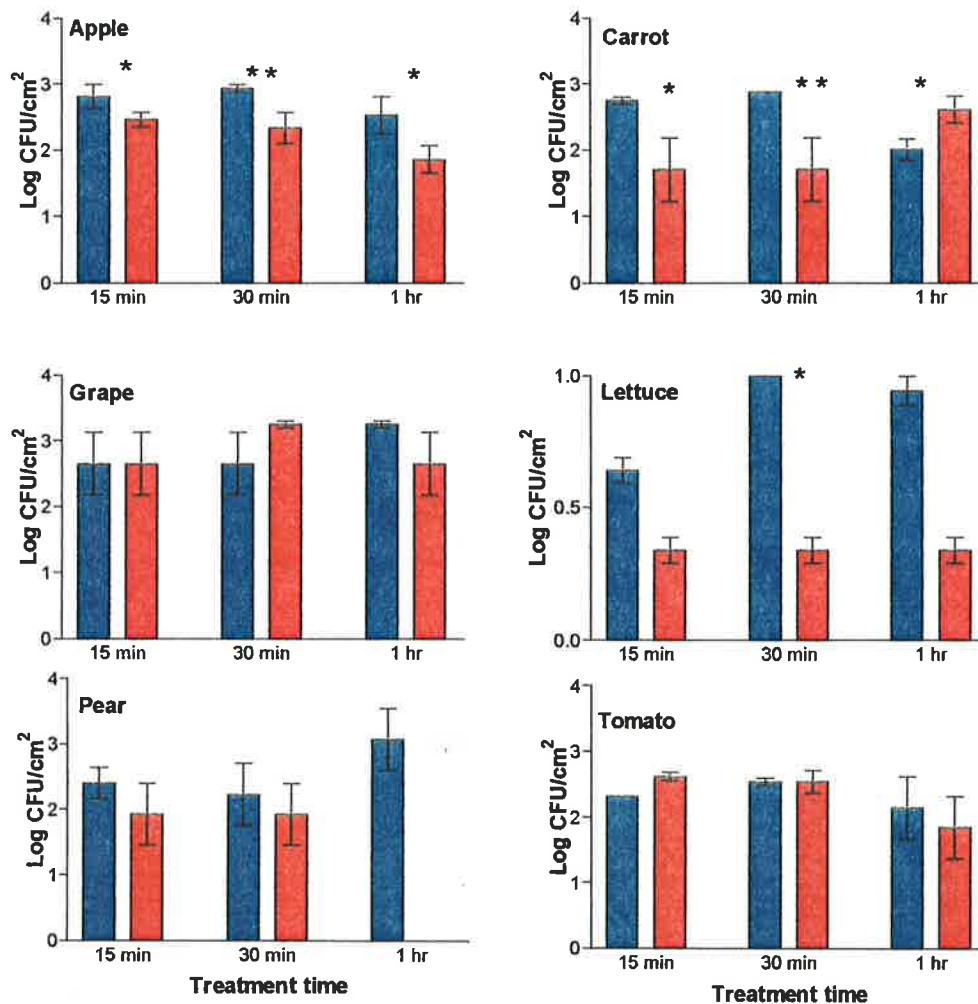 Apple
Log CFU/cm²
4
3
2
1
0
*
* *
*
15 min 30 min 1 hr
Carrot
Log CFU/cm²
4
3
2
1
0
*
* *
*
15 min 30 min 1 hr
Grape
Log CFU/cm²
4
3
2
1
0
15 min 30 min 1 hr
Lettuce
Log CFU/cm²
1.0
0.5
0.0
*
15 min 30 min 1 hr
Pear
Log CFU/cm²
4
3
2
1
0
15 min 30 min 1 hr
Treatment time
Tomato
Log CFU/cm²
4
3
2
1
0
15 min 30 min 1 hr
Treatment time